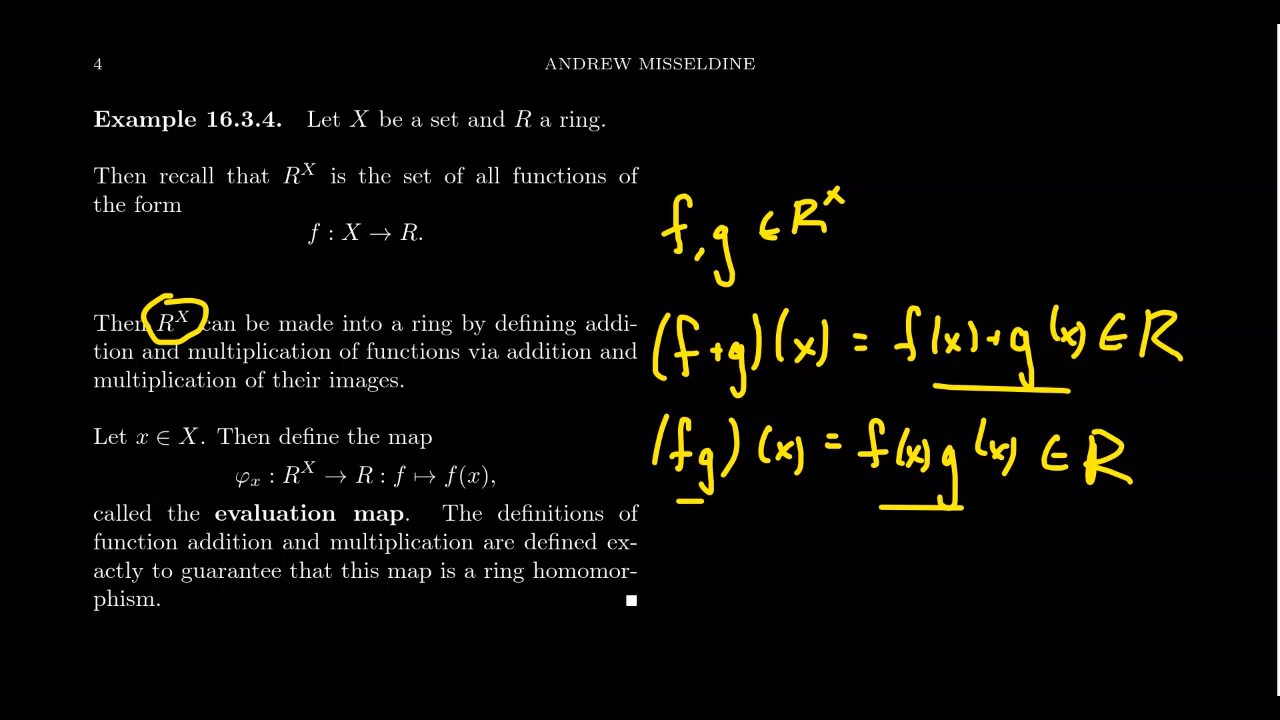 4 ANDREW MISSELDINE
Example 16.3.4. Let X be a set and R a ring.
Then recall that R^X is the set of all functions of
the form
f : X → R.
Then R^X can be made into a ring by defining addi-
tion and multiplication of functions via addition and
multiplication of their images.
Let x ∈ X. Then define the map
φ_x : R^X → R : f ↦ f(x),
called the evaluation map. The definitions of
function addition and multiplication are defined ex-
actly to guarantee that this map is a ring homomor-
phism. ■
f, g ∈ R^X
(f+g)(x) = f(x)+g(x) ∈ R
(fg)(x) = f(x)g(x) ∈ R